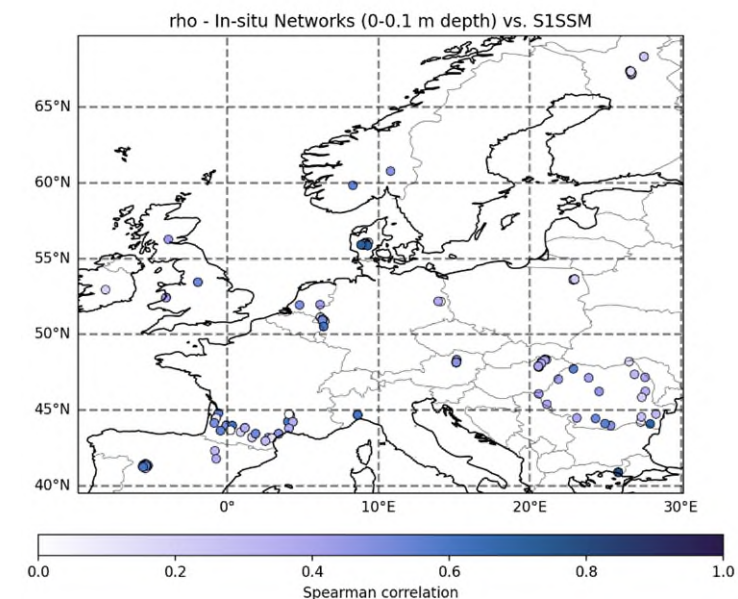 rho - In-situ Networks (0-0.1 m depth) vs. S1SSM
65°N
60°N
55°N
50°N
45°N
40°N
0° 10°E 20°E 30°E
0.0 0.2 0.4 0.6 0.8 1.0
Spearman correlation